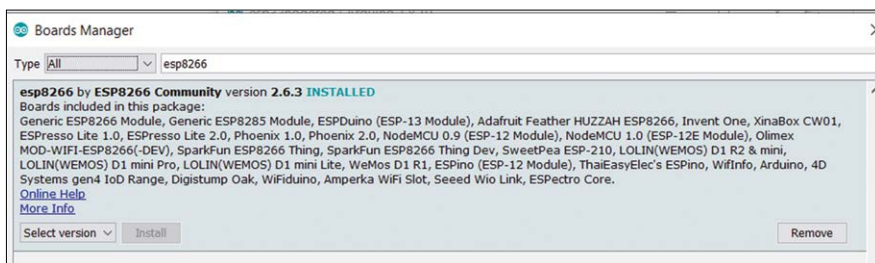 Boards Manager
Type All esp8266
esp8266 by ESP8266 Community version 2.6.3 INSTALLED
Boards included in this package:
Generic ESP8266 Module, Generic ESP8285 Module, ESPDuino (ESP-13 Module), Adafruit Feather HUZZAH ESP8266, Invent One, XinaBox CW01,
ESPresso Lite 1.0, ESPresso Lite 2.0, Phoenix 1.0, Phoenix 2.0, NodeMCU 0.9 (ESP-12 Module), NodeMCU 1.0 (ESP-12E Module), Olimex
MOD-WIFI-ESP8266(-DEV), SparkFun ESP8266 Thing, SparkFun ESP8266 Thing Dev, SweetPea ESP-210, LOLIN(WEMOS) D1 R2 & mini,
LOLIN(WEMOS) D1 mini Pro, LOLIN(WEMOS) D1 mini Lite, WeMos D1 R1, ESPino (ESP-12 Module), ThaiEasyElec's ESPino, WifInfo, Arduino, 4D
Systems gen4 IoD Range, Digistump Oak, WiFiduino, Amperka WiFi Slot, Seeed Wio Link, ESPectro Core.
Online Help
More Info
Select version Install Remove